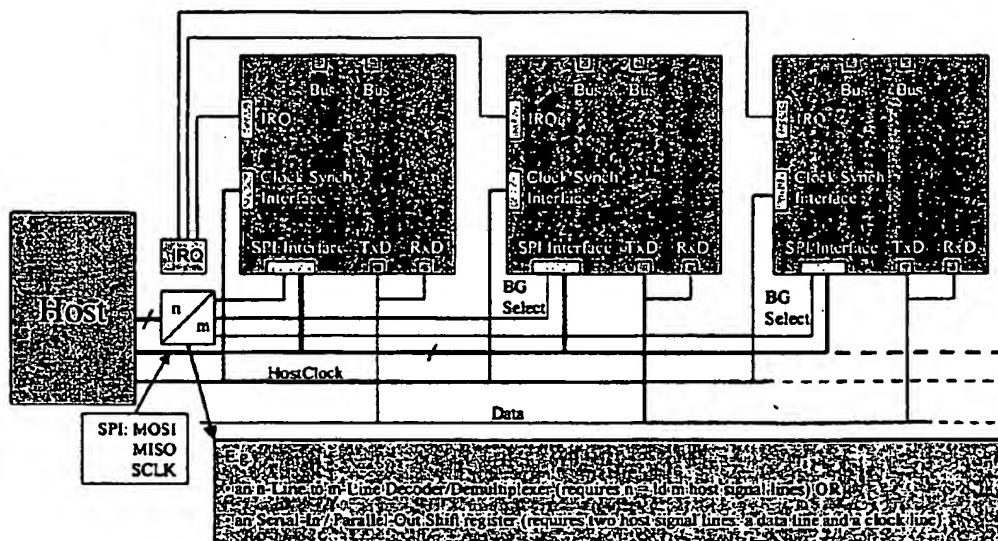 Bus Bus
IRQ
Clock Synch
Interface
SPI Interface TxD RxD
Bus Bus
IRQ
Clock Synch
Interface
SPI Interface TxD RxD
Bus Bus
IRQ
Clock Synch
Interface
SPI Interface TxD RxD
IRQ
Host
n
m
BG
Select
BG
Select
HostClock
Data
SPI: MOSI
MISO
SCLK
an n-Line to m-Line Decoder/Demultiplexer (requires n = ld m host signal lines) OR
an Serial-In / Parallel-Out Shift register (requires two host signal lines: a data line and a clock line)